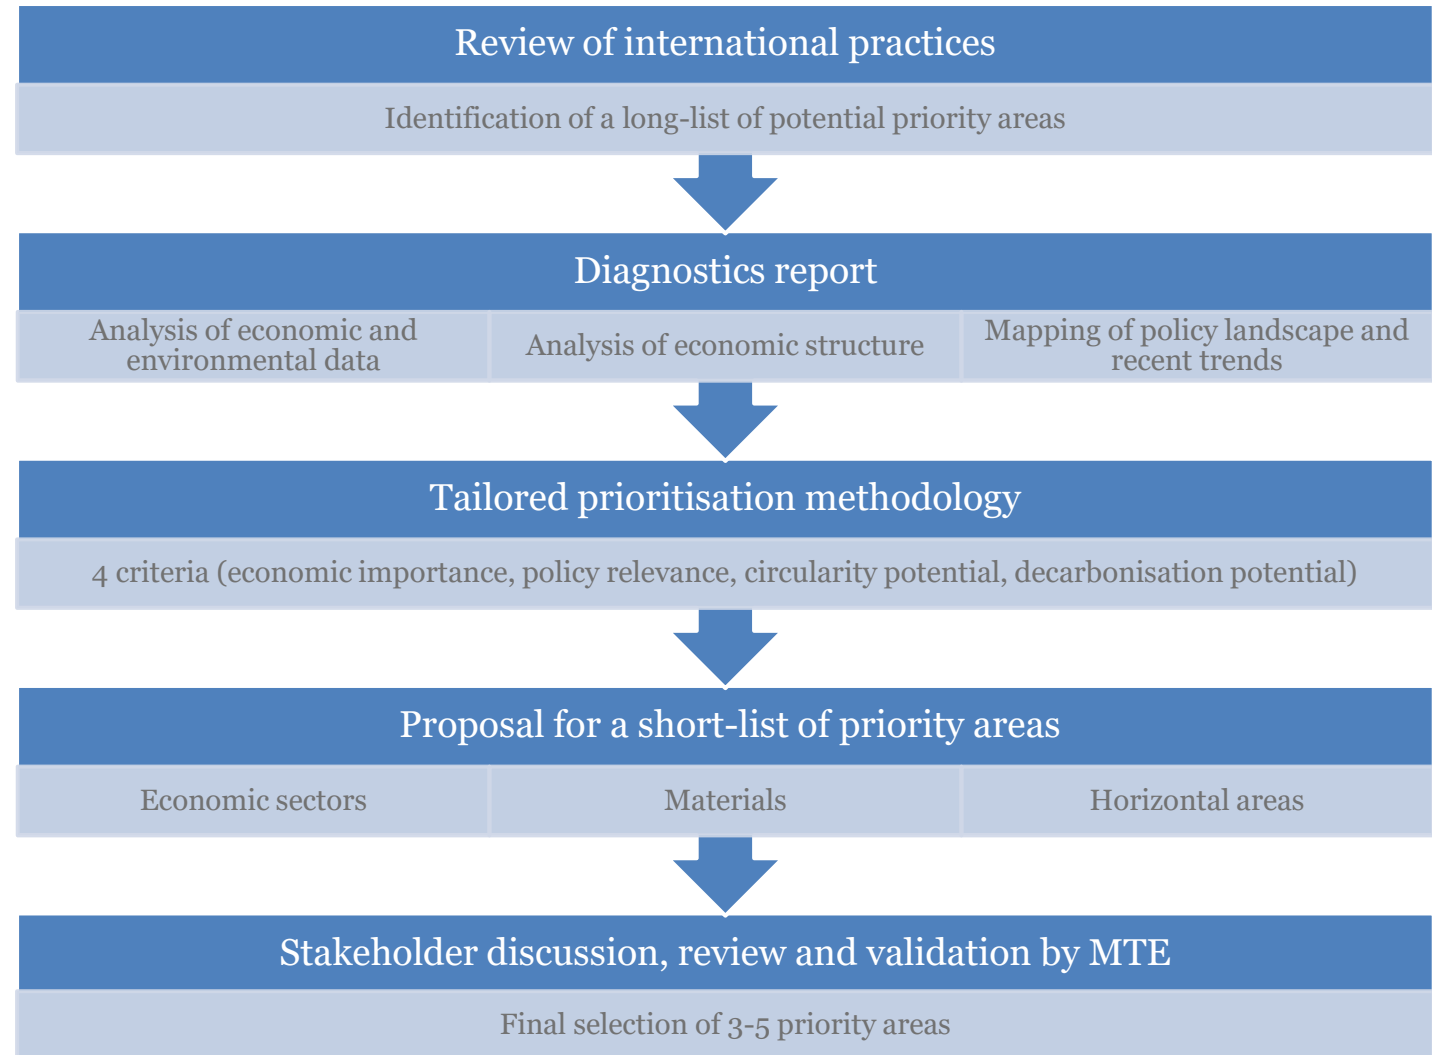 Review of international practices
Identification of a long-list of potential priority areas
Diagnostics report
Analysis of economic and
environmental data
Analysis of economic structure
Mapping of policy landscape and
recent trends
Tailored prioritisation methodology
4 criteria (economic importance, policy relevance, circularity potential, decarbonisation potential)
Proposal for a short-list of priority areas
Economic sectors
Materials
Horizontal areas
Stakeholder discussion, review and validation by MTE
Final selection of 3-5 priority areas